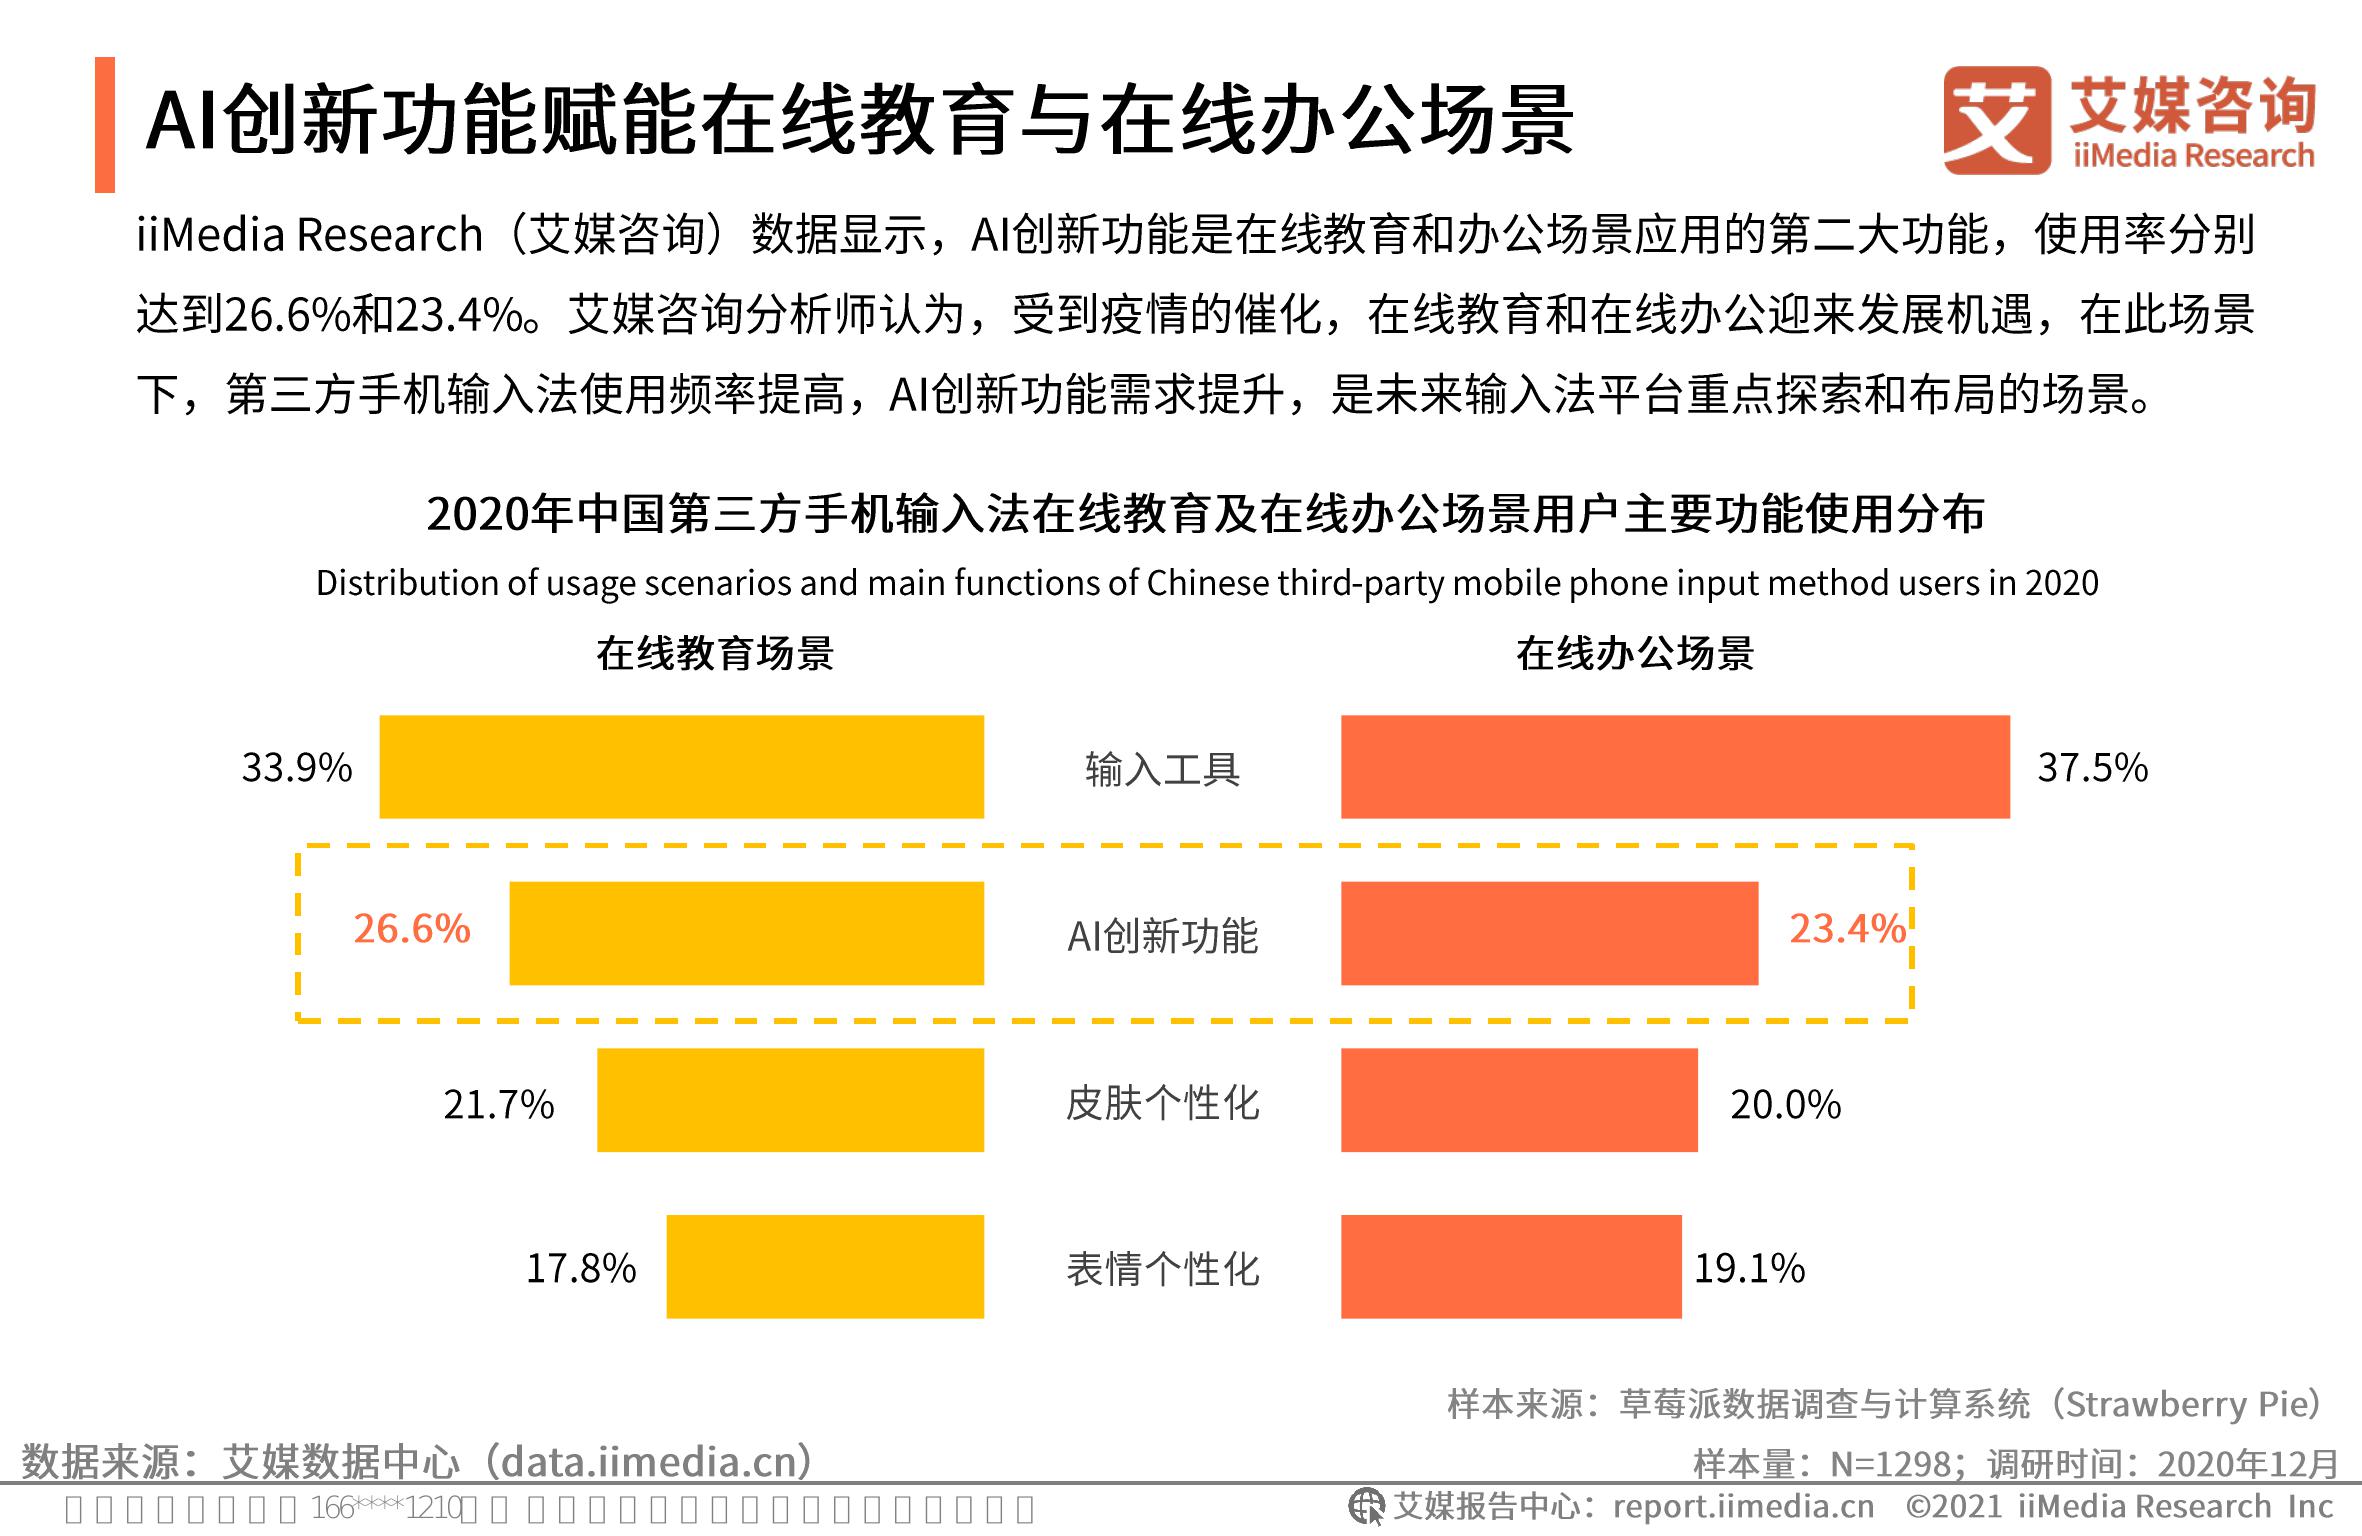 AI创新功能赋能在线教育与在线办公场景
艾
艾媒咨询
iiMedia Research
iiMedia Research（艾媒咨询）数据显示，AI创新功能是在线教育和办公场景应用的第二大功能，使用率分别
达到26.6%和23.4%。艾媒咨询分析师认为，受到疫情的催化，在线教育和在线办公迎来发展机遇，在此场景
下，第三方手机输入法使用频率提高，AI创新功能需求提升，是未来输入法平台重点探索和布局的场景。
2020年中国第三方手机输入法在线教育及在线办公场景用户主要功能使用分布
Distribution of usage scenarios and main functions of Chinese third-party mobile phone input method users in 2020
在线教育场景 在线办公场景
33.9% 输入工具 37.5%
26.6% AI创新功能 23.4%
21.7% 皮肤个性化 20.0%
17.8% 表情个性化 19.1%
样本来源：草莓派数据调查与计算系统（Strawberry Pie）
数据来源：艾媒数据中心（data.iimedia.cn） 样本量：N=1298；调研时间：2020年12月
166****1210 艾媒报告中心：report.iimedia.cn ©2021 iiMedia Research Inc